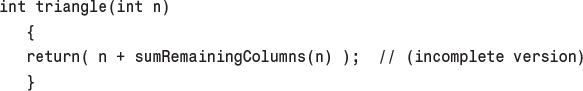 int triangle(int n)
{
return( n + sumRemainingColumns(n) );  // (incomplete version)
}